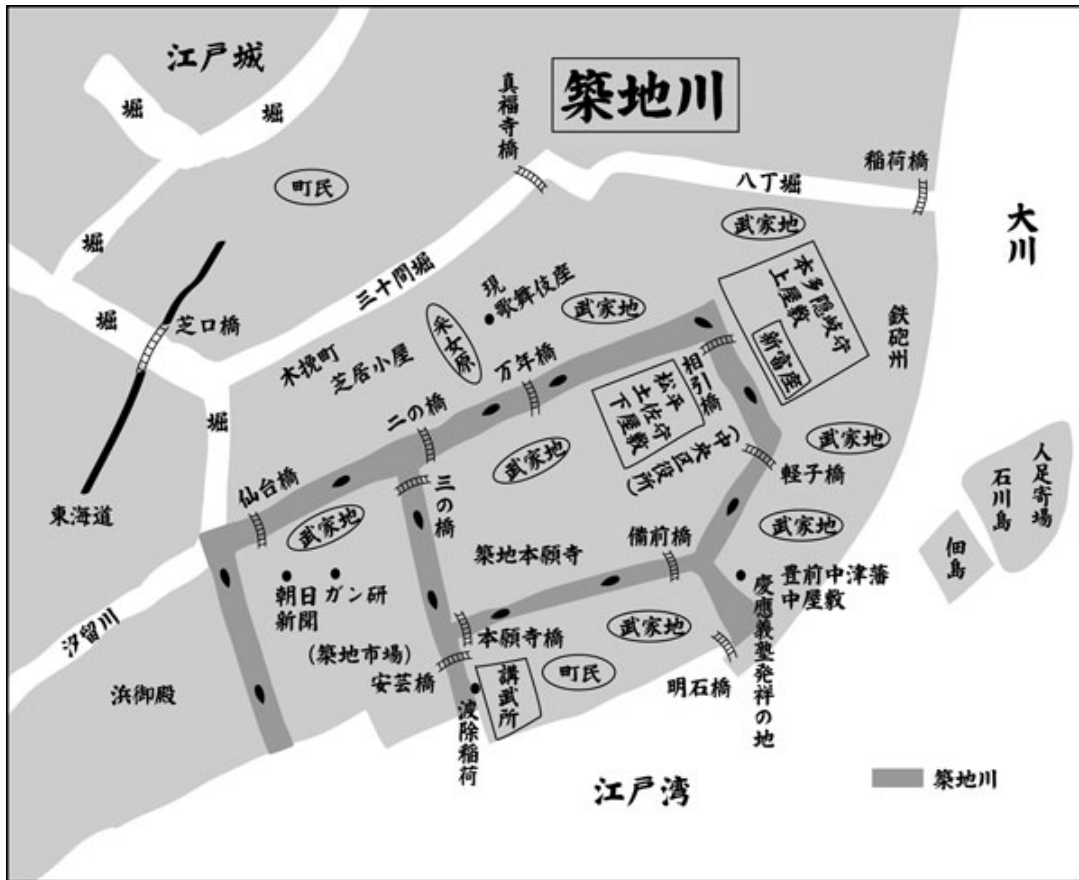 江戸城
築地川
堀
堀
真福寺橋
町民
稲荷橋
八丁堀
大川
武家地
堀
堀
芝口橋
三十間堀
現
歌舞伎座
采女原
武家地
本多隠岐守
上屋敷
新富座
鉄砲州
木挽町
芝居小屋
万年橋
相引橋
松平
土佐守
下屋敷
(中央区役所)
堀
二の橋
武家地
武家地
軽子橋
人足寄場
石川島
佃島
東海道
仙台橋
三の橋
武家地
武家地
備前橋
築地本願寺
朝日
新聞
ガン研
豊前中津藩
中屋敷
慶應義塾発祥の地
汐留川
(築地市場)
本願寺橋
武家地
浜御殿
安芸橋
講武所
町民
明石橋
波除稲荷
江戸湾
築地川